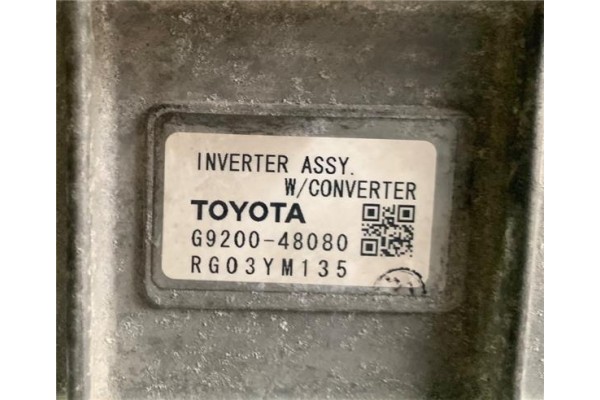 INVERTER ASSY.
W/CONVERTER
TOYOTA
G9200-48080
RG03YM135